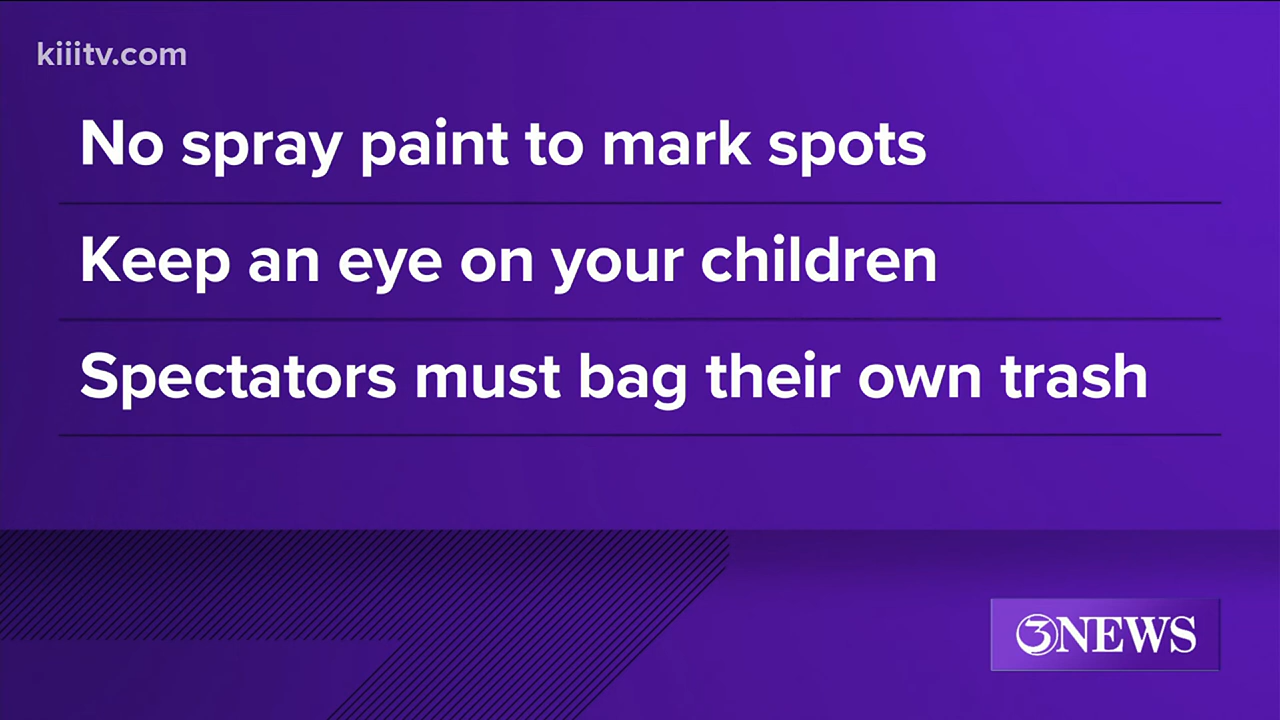 kiiitv.com
No spray paint to mark spots
Keep an eye on your children
Spectators must bag their own trash
3NEWS